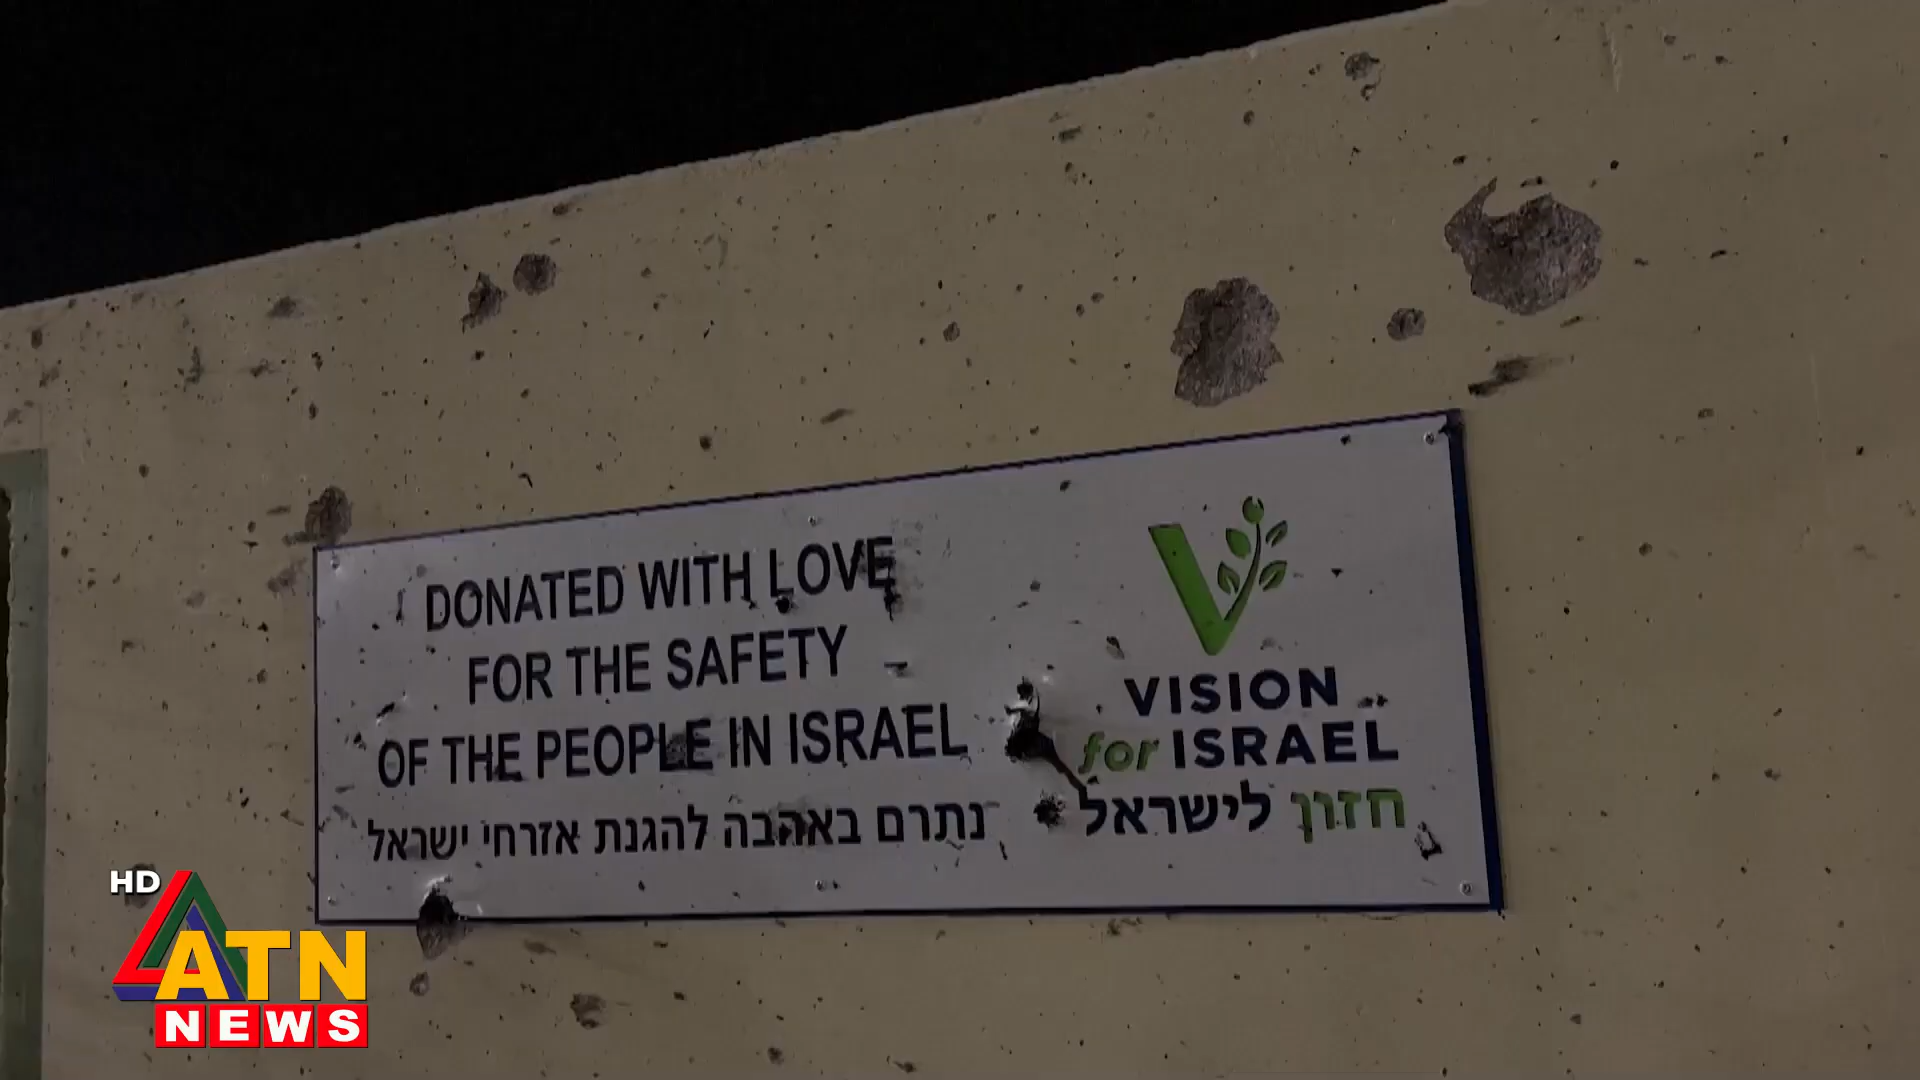 DONATED WITH LOVE
FOR THE SAFETY
OF THE PEOPLE IN ISRAEL
נתרם באהבה להגנת אזרחי ישראל
VISION
for ISRAEL
חזון לישראל
HD
ATN
NEWS